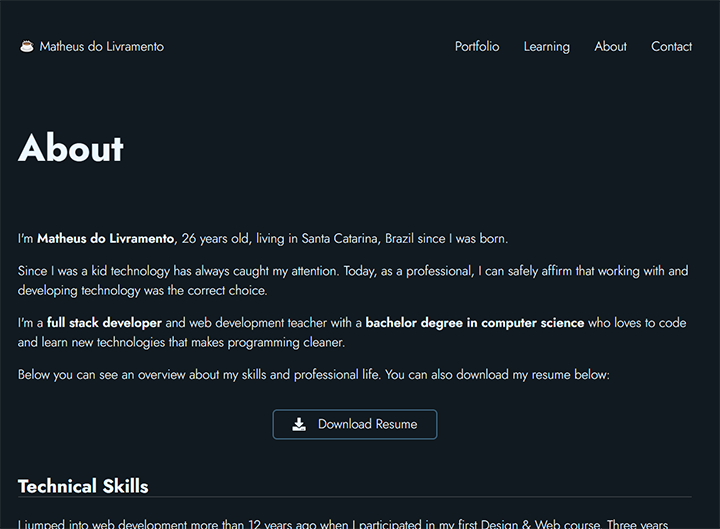 Matheus do Livramento Portfolio Learning About Contact
About
I'm Matheus do Livramento, 26 years old, living in Santa Catarina, Brazil since I was born.
Since I was a kid technology has always caught my attention. Today, as a professional, I can safely affirm that working with and
developing technology was the correct choice.
I'm a full stack developer and web development teacher with a bachelor degree in computer science who loves to code
and learn new technologies that makes programming cleaner.
Below you can see an overview about my skills and professional life. You can also download my resume below:
Download Resume
Technical Skills
I jumped into web development more than 12 years ago when I participated in my first Design & Web course. Three years